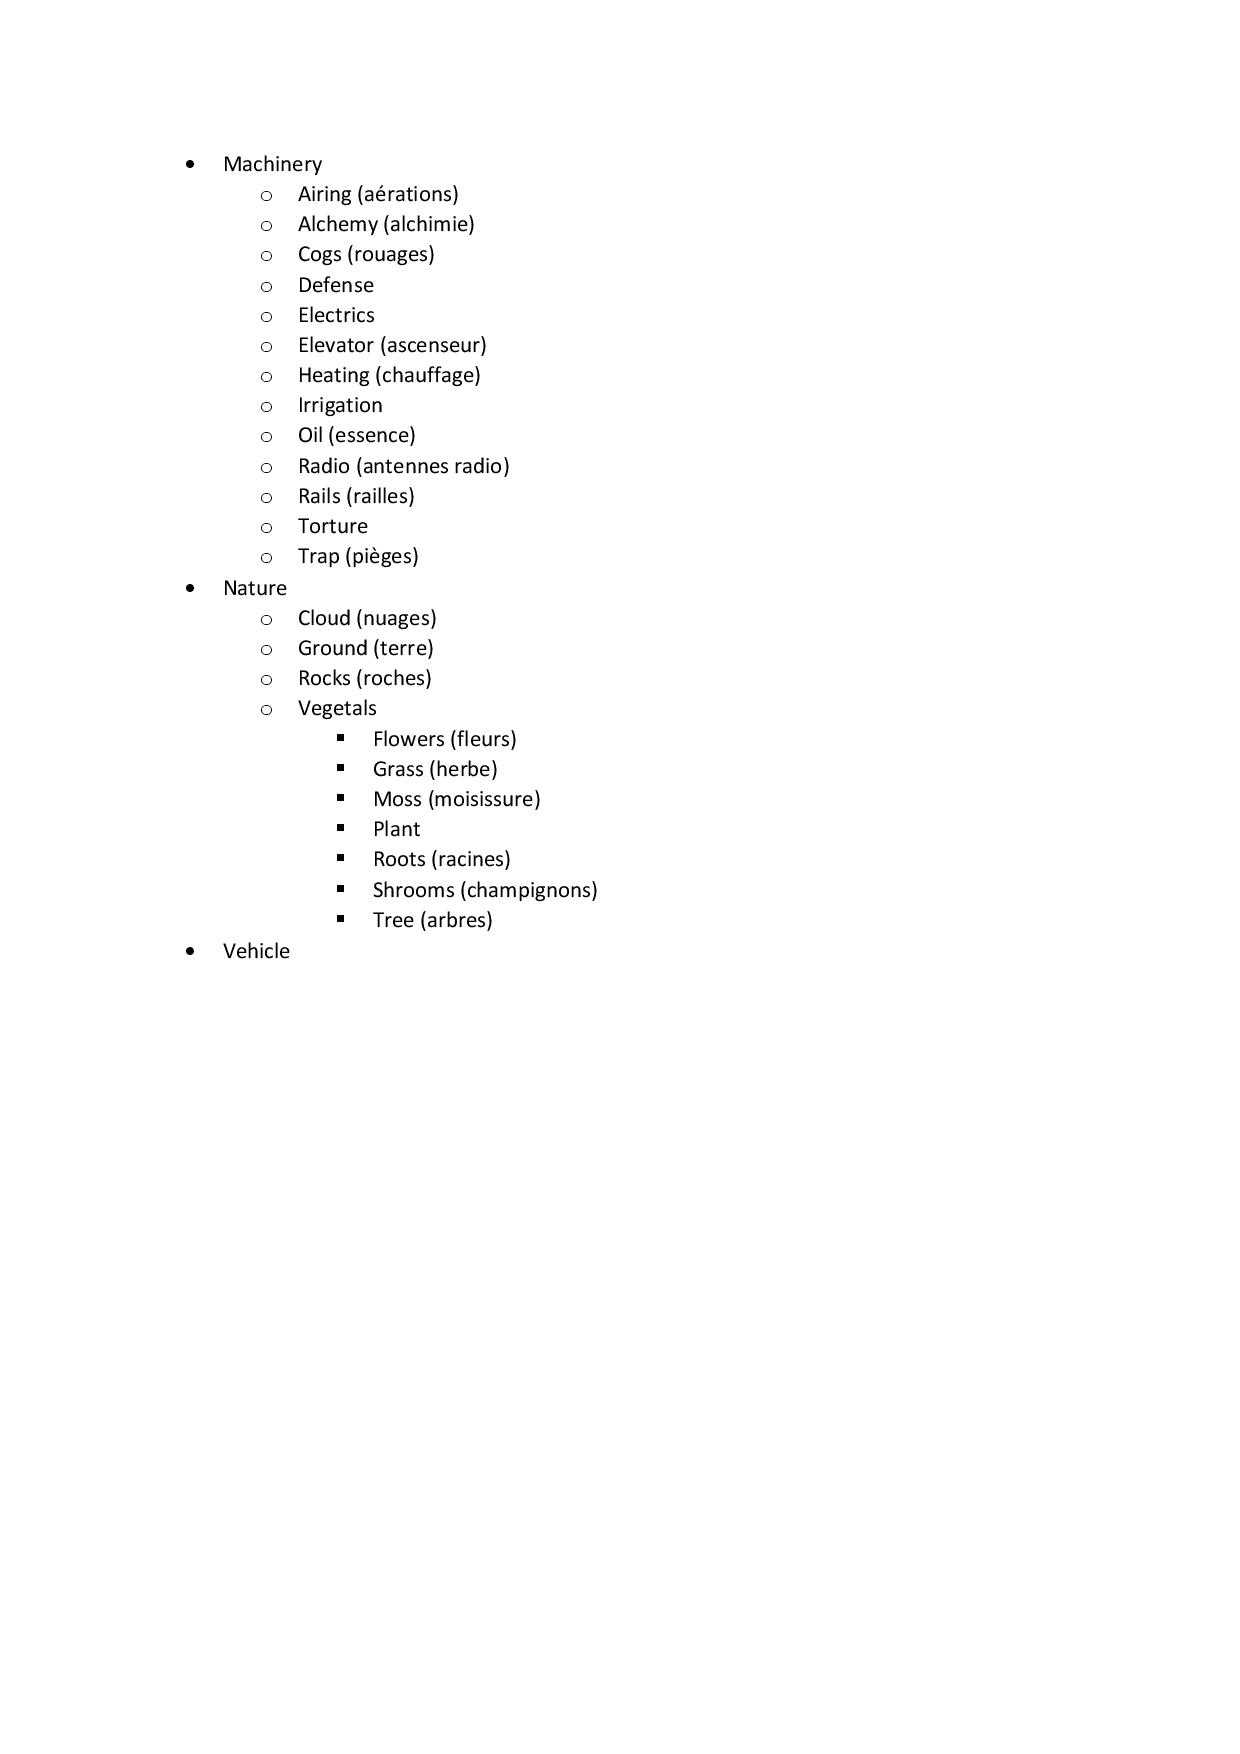 • Machinery
o Airing (aérations)
o Alchemy (alchimie)
o Cogs (rouages)
o Defense
o Electrics
o Elevator (ascenseur)
o Heating (chauffage)
o Irrigation
o Oil (essence)
o Radio (antennes radio)
o Rails (railles)
o Torture
o Trap (pièges)
• Nature
o Cloud (nuages)
o Ground (terre)
o Rocks (roches)
o Vegetals
▪ Flowers (fleurs)
▪ Grass (herbe)
▪ Moss (moisissure)
▪ Plant
▪ Roots (racines)
▪ Shrooms (champignons)
▪ Tree (arbres)
• Vehicle